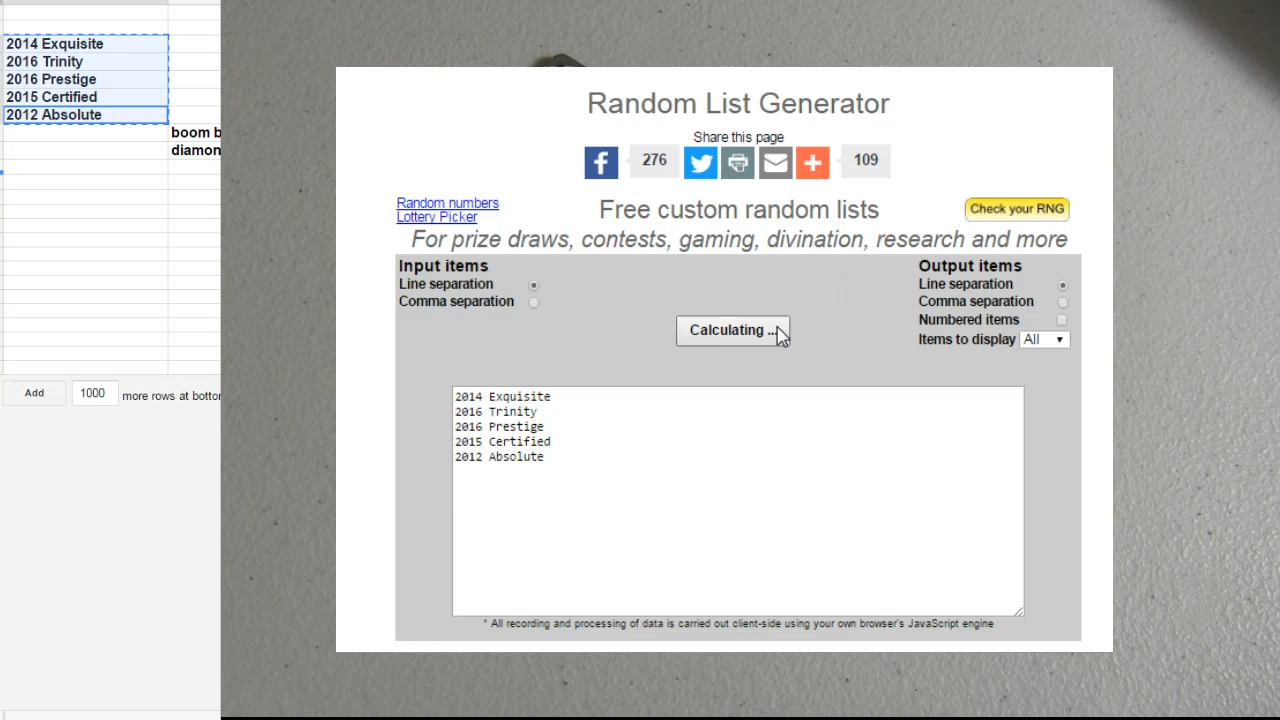 2014 Exquisite
2016 Trinity
2016 Prestige
2015 Certified
2012 Absolute
boom b
diamon
Add 1000 more rows at bottor
Random List Generator
Share this page
276
109
Random numbers
Lottery Picker
Free custom random lists
Check your RNG
For prize draws, contests, gaming, divination, research and more
Input items
Line separation
Comma separation
Calculating ...
Output items
Line separation
Comma separation
Numbered items
Items to display All
2014 Exquisite
2016 Trinity
2016 Prestige
2015 Certified
2012 Absolute
* All recording and processing of data is carried out client-side using your own browser's JavaScript engine